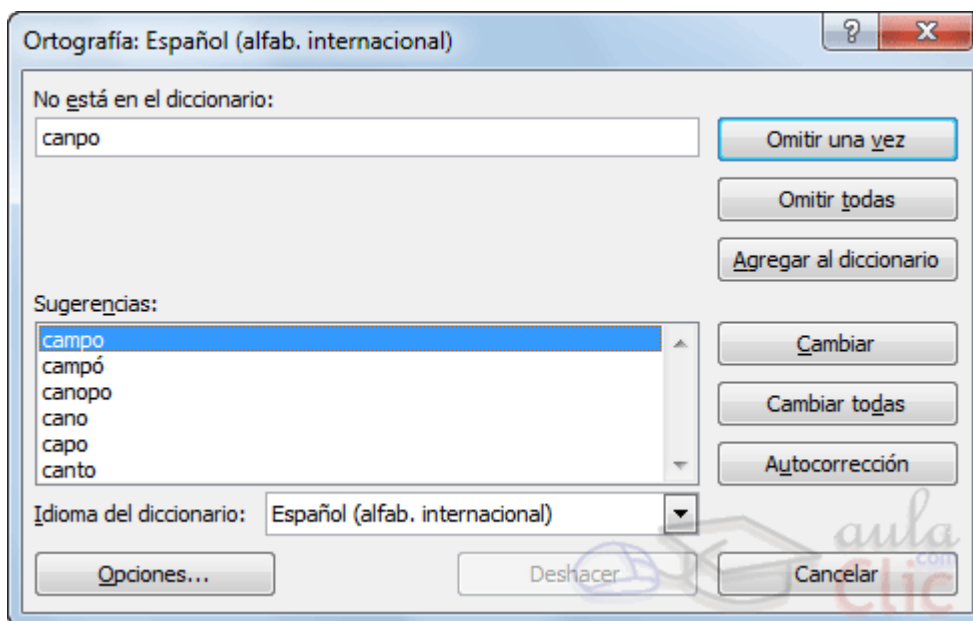 Ortografía: Español (alfab. internacional)
No está en el diccionario:
canpo
Omitir una vez
Omitir todas
Agregar al diccionario
Sugerencias:
campo
campó
canopo
cano
capo
canto
Cambiar
Cambiar todas
Autocorrección
Idioma del diccionario: Español (alfab. internacional)
Opciones...
Deshacer
Cancelar
aula
.com
Clic